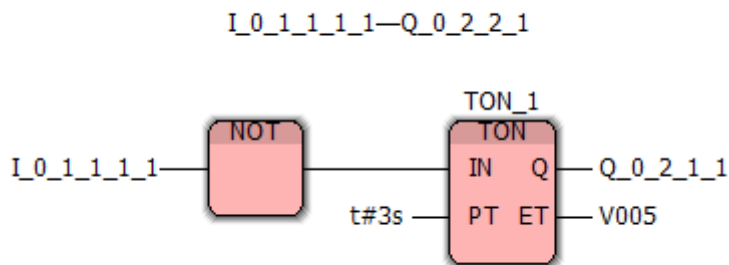 I_0_1_1_1_1—Q_0_2_2_1
TON_1
NOT TON
I_0_1_1_1_1 IN Q Q_0_2_1_1
t#3s PT ET V005